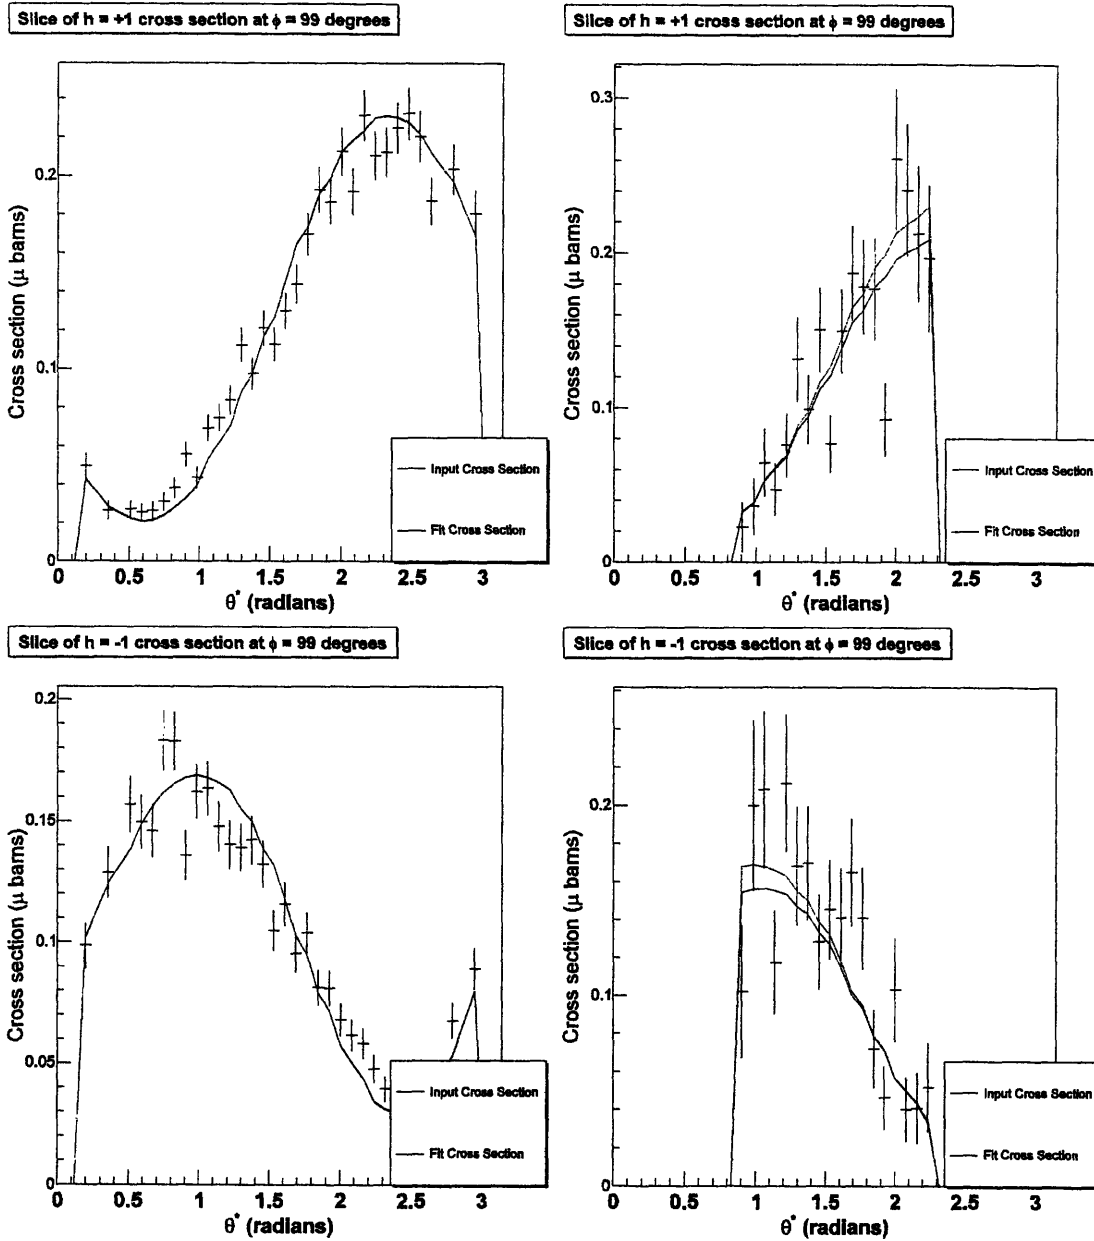 Slice of h = +1 cross section at ϕ = 99 degrees
Cross section (μ barns)
0.2
0.1
0
0 0.5 1 1.5 2 2.5 3
θ* (radians)
Input Cross Section
Fit Cross Section
Slice of h = +1 cross section at ϕ = 99 degrees
Cross section (μ barns)
0.3
0.2
0.1
0
0 0.5 1 1.5 2 2.5 3
θ* (radians)
Input Cross Section
Fit Cross Section
Slice of h = -1 cross section at ϕ = 99 degrees
Cross section (μ barns)
0.2
0.15
0.1
0.05
0
0 0.5 1 1.5 2 2.5 3
θ* (radians)
Input Cross Section
Fit Cross Section
Slice of h = -1 cross section at ϕ = 99 degrees
Cross section (μ barns)
0.2
0.1
0
0 0.5 1 1.5 2 2.5 3
θ* (radians)
Input Cross Section
Fit Cross Section